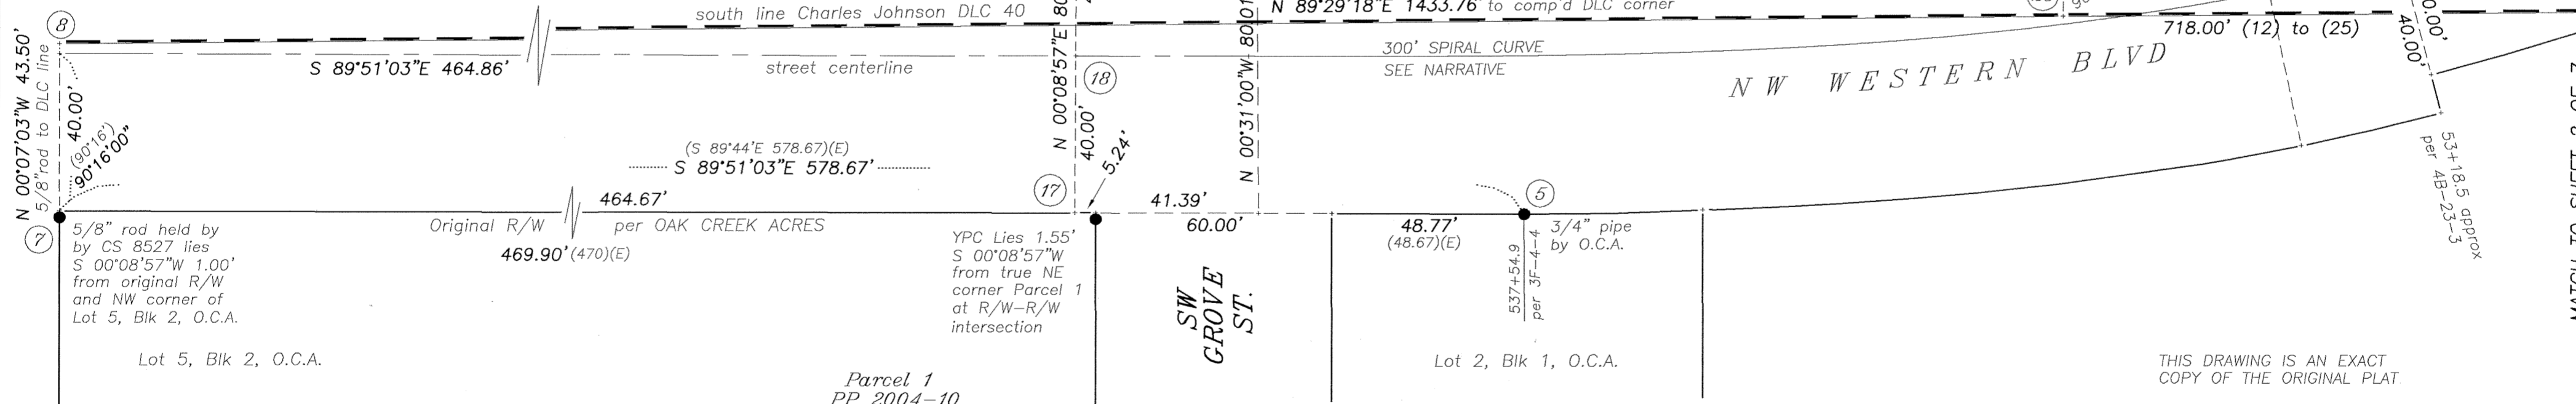 8
south line Charles Johnson DLC 40
N 89°29'18"E 1433.76' to comp'd DLC corner
718.00' (12) to (25)
S 89°51'03"E 464.86'
street centerline
300' SPIRAL CURVE
SEE NARRATIVE
NW WESTERN BLVD
N 00°07'03"W 43.50'
5/8"rod to DLC line
40.00'
(90°16')
90°16'00"
N 00°08'57"E 80
18
40.00'
5.24'
N 00°31'00"W 80.01
40.00'
53+18.5 approx
per 4B-23-3
(S 89°44'E 578.67)(E)
S 89°51'03"E 578.67'
17
464.67'
41.39'
5
7
Original R/W
per OAK CREEK ACRES
469.90' (470)(E)
60.00'
48.77'
(48.67)(E)
3/4" pipe
by O.C.A.
537+54.9
per 3F-4-4
5/8" rod held by
by CS 8527 lies
S 00°08'57"W 1.00'
from original R/W
and NW corner of
Lot 5, Blk 2, O.C.A.
YPC Lies 1.55'
S 00°08'57"W
from true NE
corner Parcel 1
at R/W-R/W
intersection
SW
GROVE
ST.
Lot 5, Blk 2, O.C.A.
Lot 2, Blk 1, O.C.A.
Parcel 1
PP 2004-10
THIS DRAWING IS AN EXACT
COPY OF THE ORIGINAL PLAT